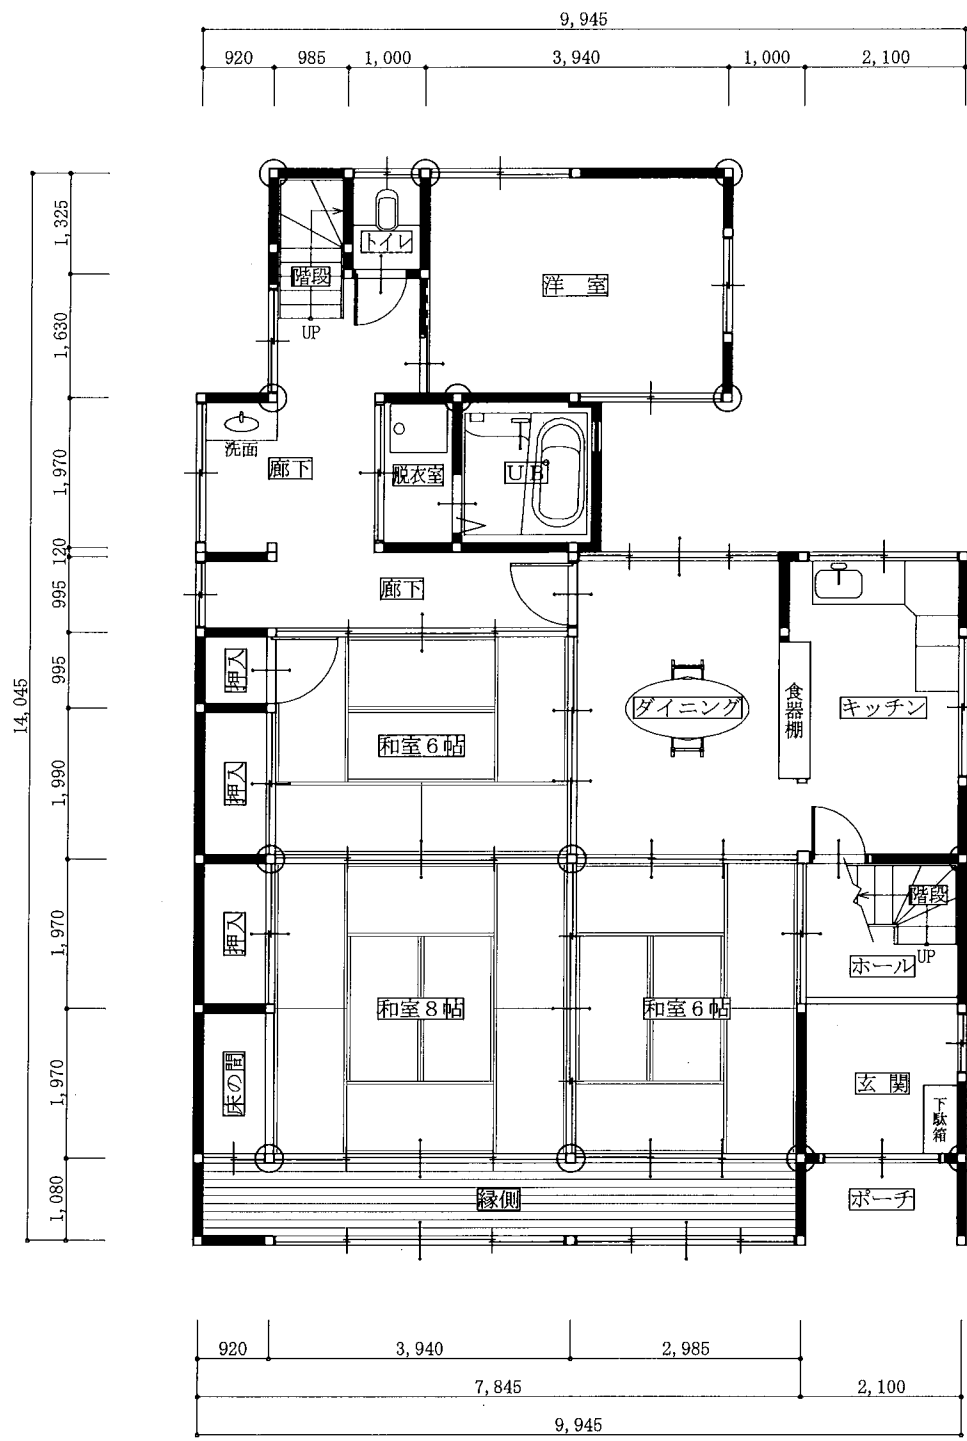 9,945
920
985
1,000
3,940
1,000
2,100
1,325
1,630
1,970
120
995
995
1,990
1,970
1,970
1,080
14,045
トイレ
階段
UP
洋室
洗面
廊下
脱衣室
UB
廊下
押入
和室6帖
ダイニング
食器棚
キッチン
押入
押入
階段
UP
ホール
和室8帖
和室6帖
床の間
玄関
下駄箱
縁側
ポーチ
920
3,940
2,985
7,845
2,100
9,945